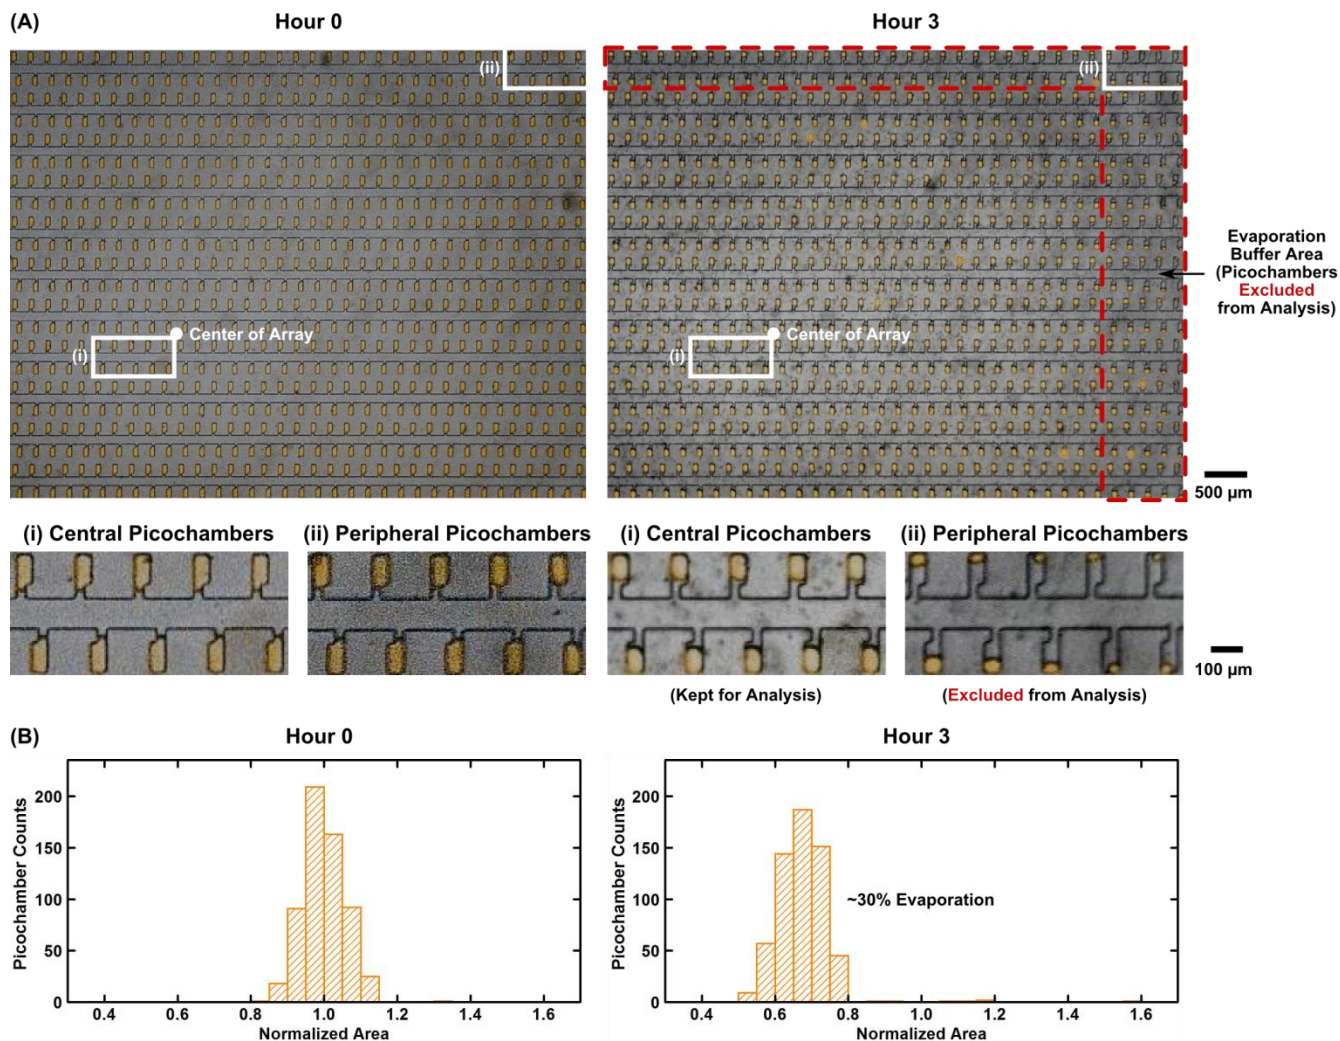 (A)
Hour 0
Hour 3
(ii)
(ii)
Evaporation
Buffer Area
(Picochambers
Excluded
from Analysis)
Center of Array
(i)
Center of Array
(i)
500 µm
(i) Central Picochambers
(ii) Peripheral Picochambers
(i) Central Picochambers
(ii) Peripheral Picochambers
100 µm
(Kept for Analysis)
(Excluded from Analysis)
(B)
Hour 0
Hour 3
Picochamber Counts
200
150
100
50
0
0.4 0.6 0.8 1.0 1.2 1.4 1.6
Normalized Area
Picochamber Counts
200
150
100
50
0
~30% Evaporation
0.4 0.6 0.8 1.0 1.2 1.4 1.6
Normalized Area